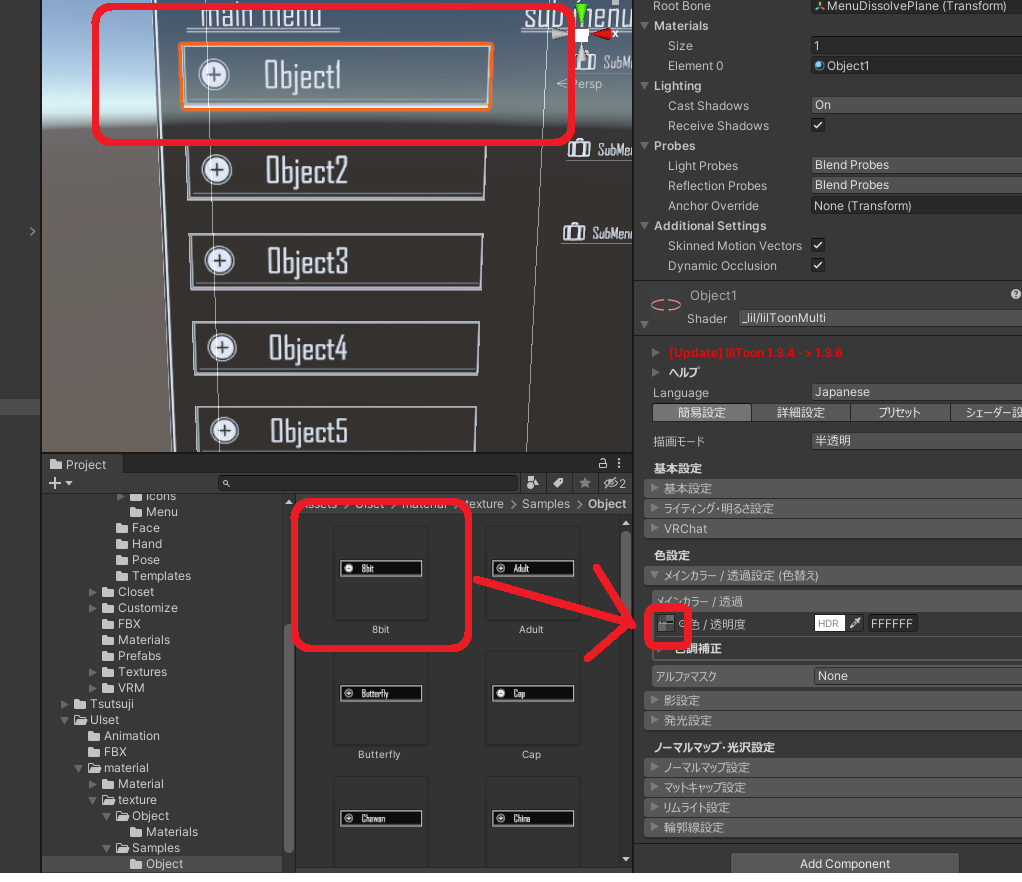 main menu
sub menu
Object1
Object2
Object3
Object4
Object5
SubMe
SubMen
SubMen
x
Persp
Project
2
Icons
Menu
Face
Hand
Pose
Templates
Closet
Customize
FBX
Materials
Prefabs
Textures
VRM
Tsutsuji
UIset
Animation
FBX
material
Material
texture
Object
Materials
Samples
Object
Assets > UIset > material > texture > Samples > Object
8bit
Adult
8bit
Adult
Butterfly
Cap
Butterfly
Cap
China
Root Bone
MenuDissolvePlane (Transform)
Materials
Size
1
Element 0
Object1
Lighting
Cast Shadows
On
Receive Shadows
Probes
Light Probes
Blend Probes
Reflection Probes
Blend Probes
Anchor Override
None (Transform)
Additional Settings
Skinned Motion Vectors
Dynamic Occlusion
Object1
Shader
_lil/lilToonMulti
[Update] lilToon 1.3.4 -> 1.3.6
ヘルプ
Language
Japanese
簡易設定
詳細設定
プリセット
シェーダー設
描画モード
半透明
基本設定
基本設定
ライティング・明るさ設定
VRChat
色設定
メインカラー / 透過設定 (色替え)
メインカラー / 透過
色 / 透明度
HDR
FFFFFF
色調補正
アルファマスク
None
影設定
発光設定
ノーマルマップ・光沢設定
ノーマルマップ設定
マットキャップ設定
リムライト設定
輪郭線設定
Add Component